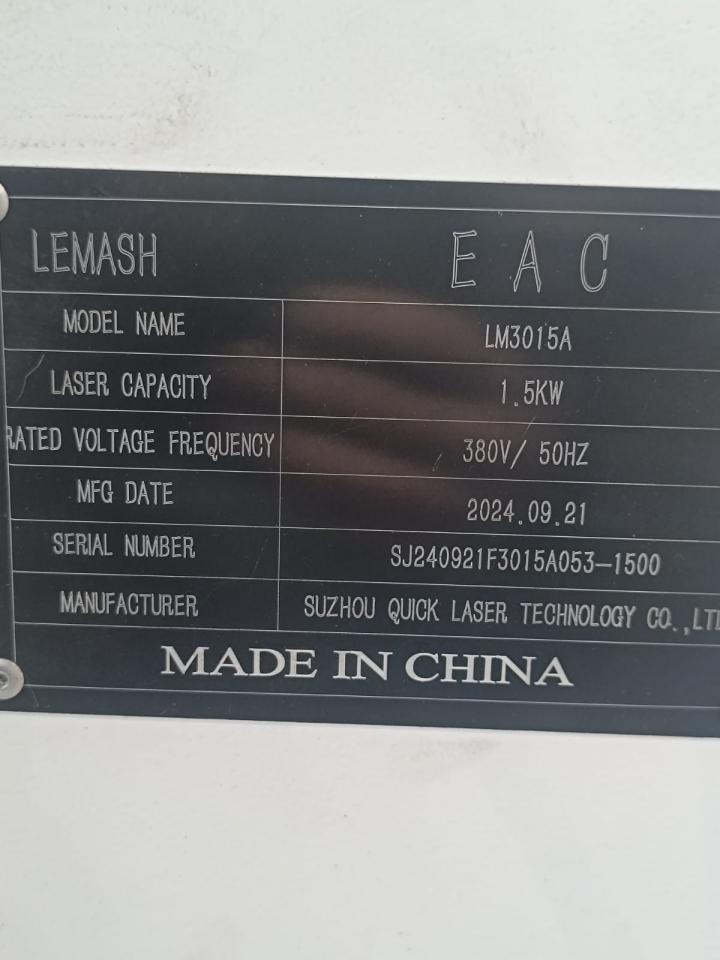 LEMASH E A C
MODEL NAME LM3015A
LASER CAPACITY 1.5KW
RATED VOLTAGE FREQUENCY 380V/ 50HZ
MFG DATE 2024.09.21
SERIAL NUMBER SJ240921F3015A053-1500
MANUFACTURER SUZHOU QUICK LASER TECHNOLOGY CO.,LTD
MADE IN CHINA